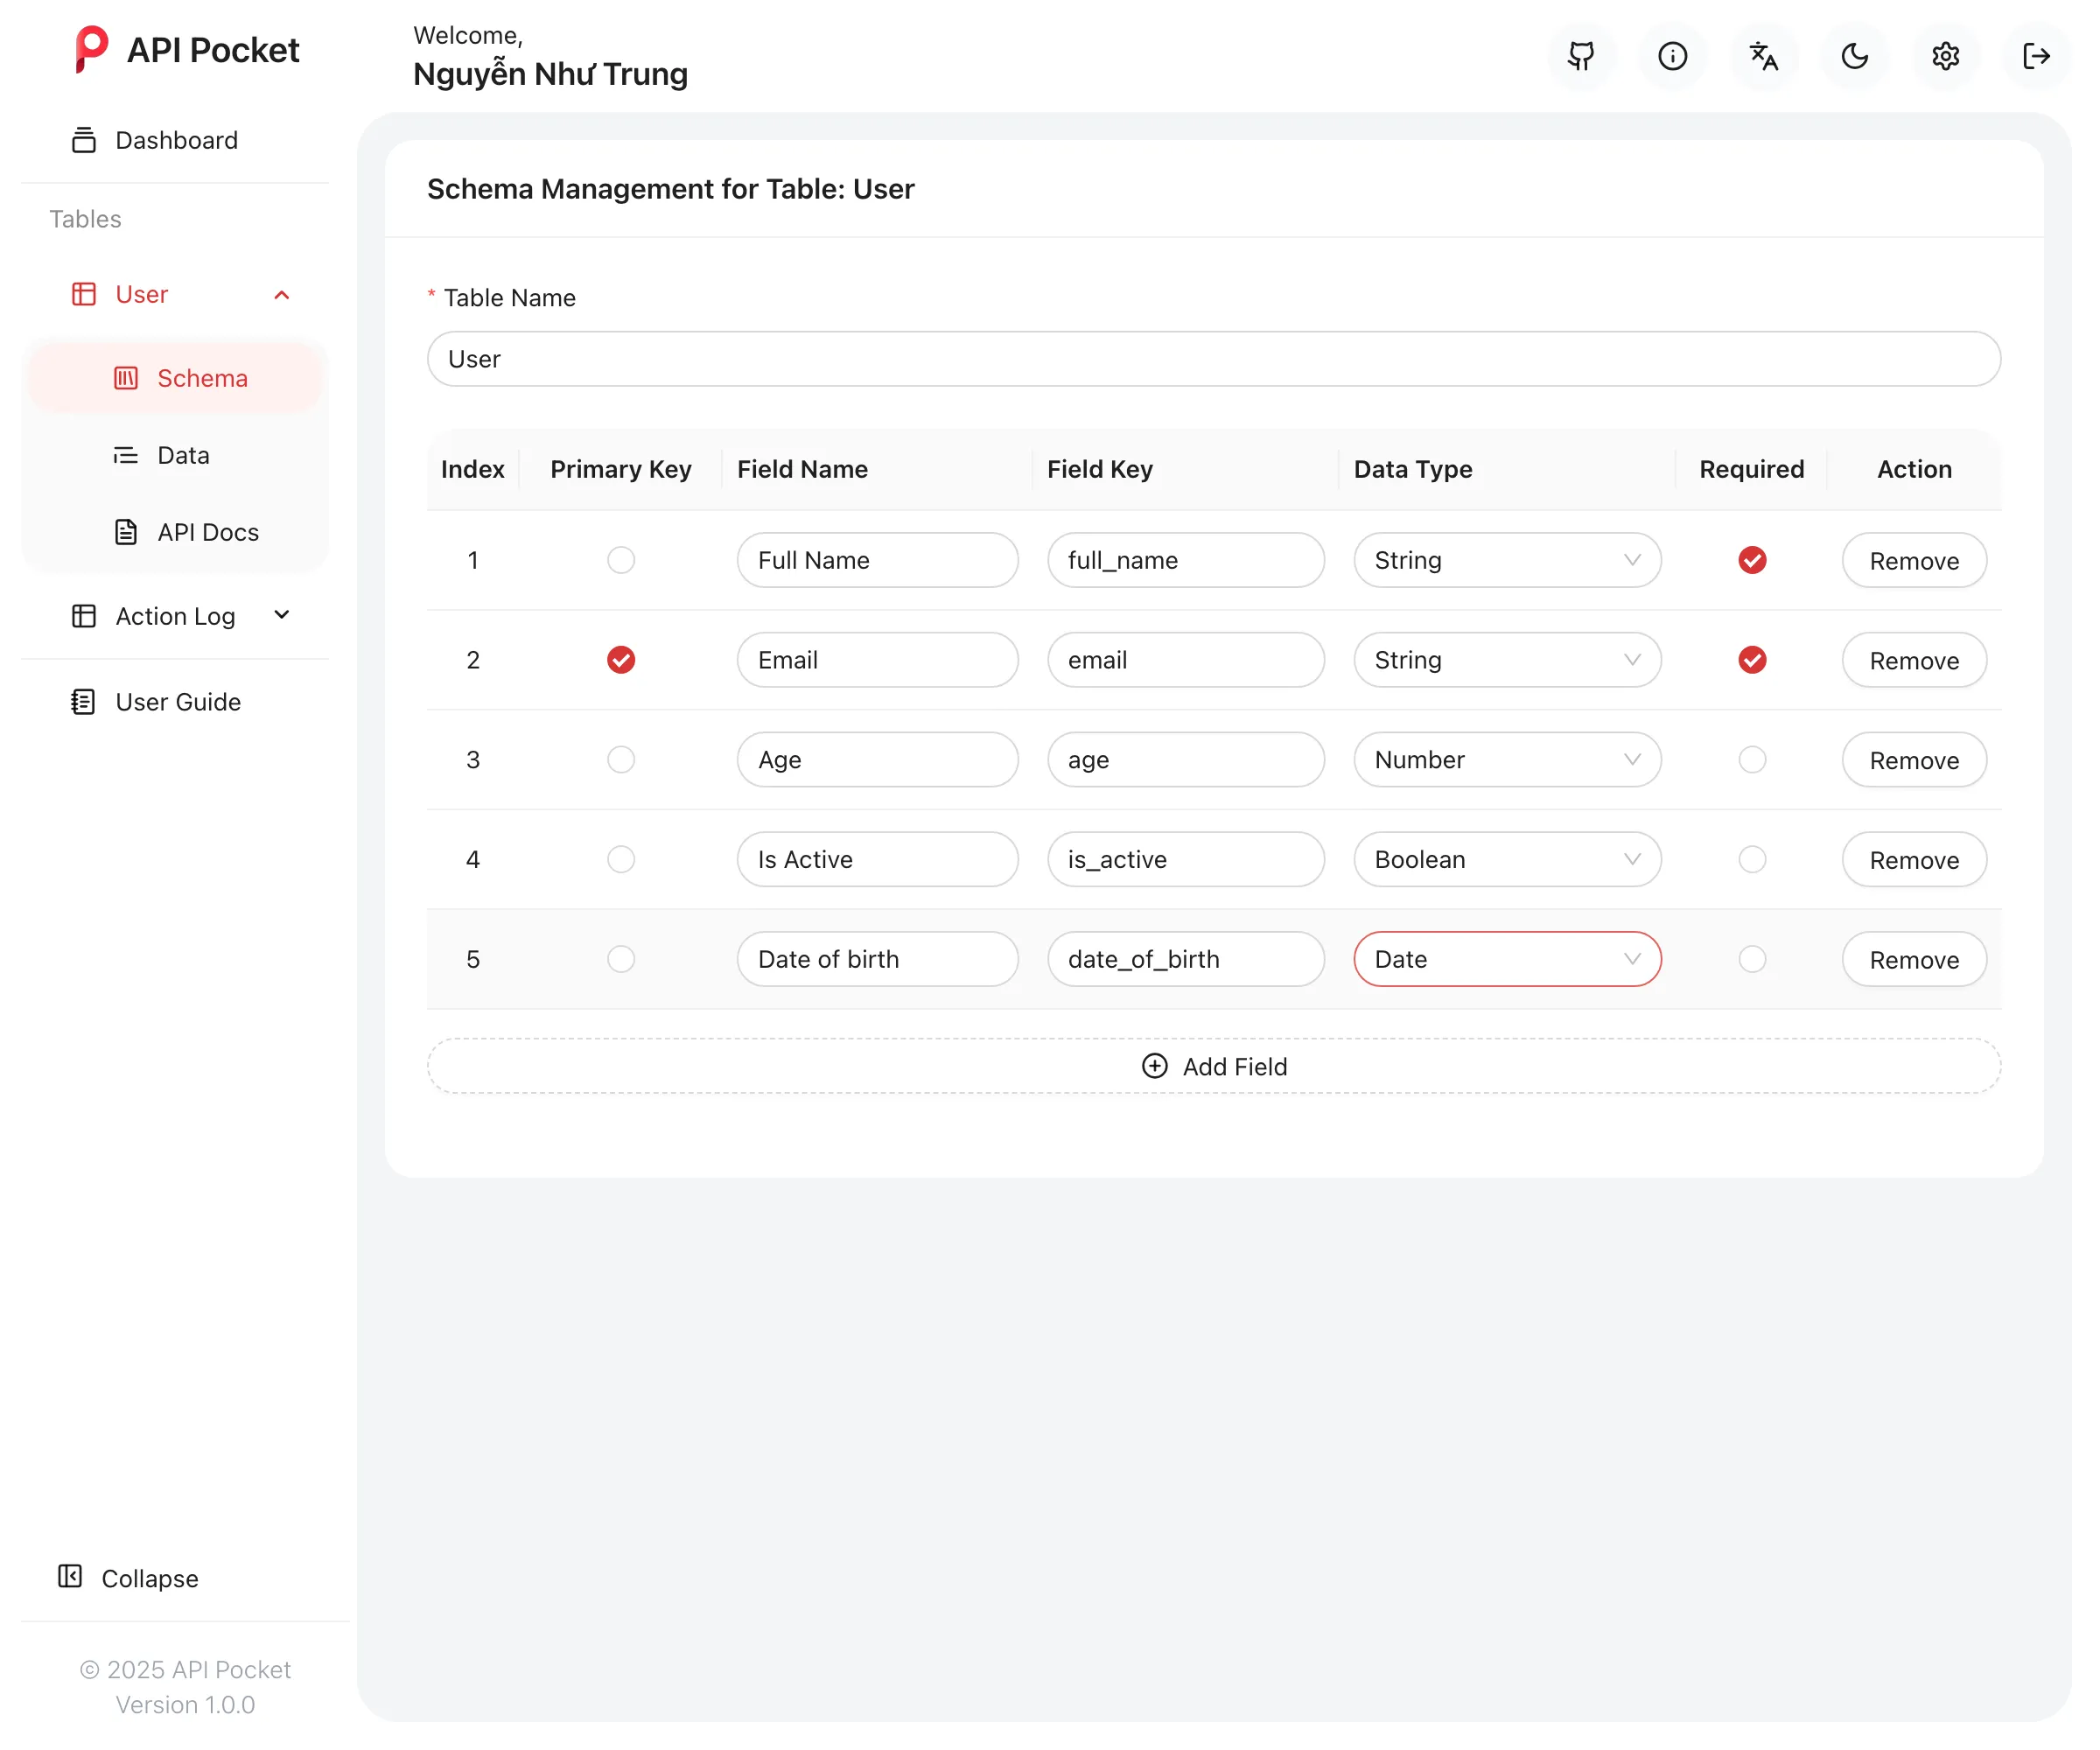 API Pocket
Welcome,
Nguyễn Như Trung
Dashboard
Tables
User
Schema
Data
API Docs
Action Log
User Guide
Collapse
© 2025 API Pocket
Version 1.0.0
Schema Management for Table: User
* Table Name
User
Index Primary Key Field Name Field Key Data Type Required Action
1 Full Name full_name String Remove
2 Email email String Remove
3 Age age Number Remove
4 Is Active is_active Boolean Remove
5 Date of birth date_of_birth Date Remove
Add Field